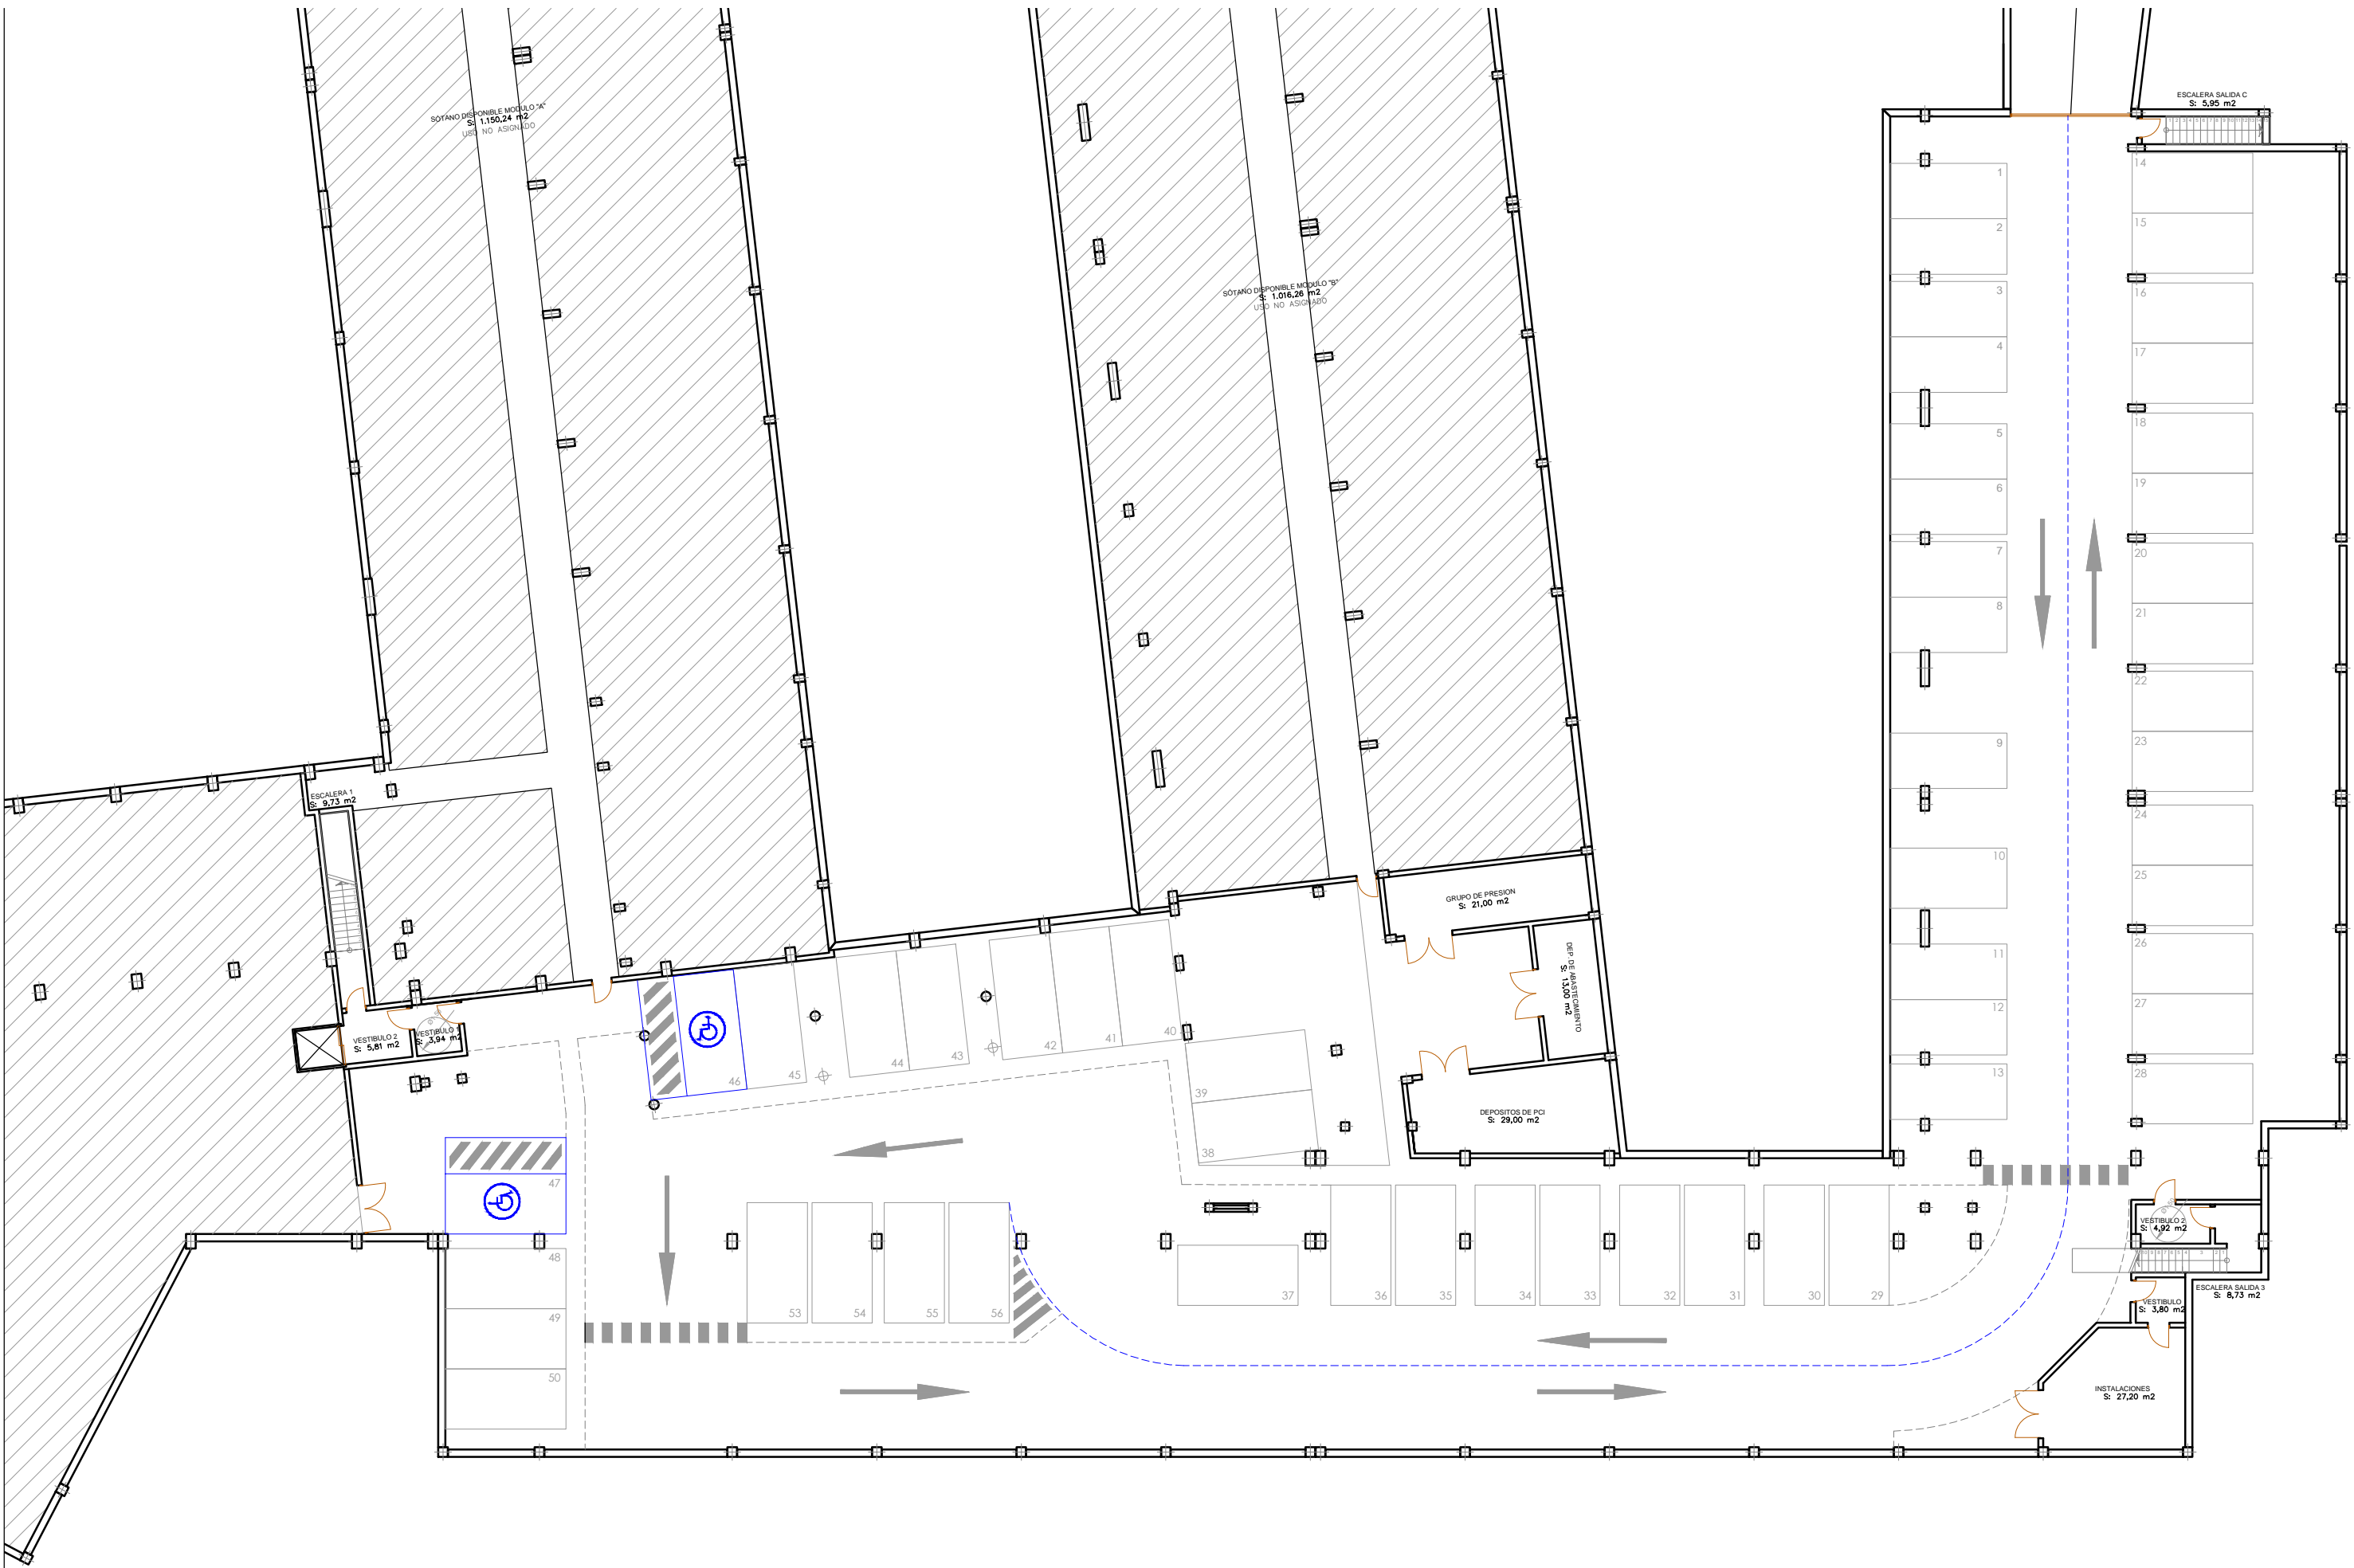 ESCALERA SALIDA C
S: 5,95 m2
SÓTANO DISPONIBLE MODULO "A"
S: 1.150,24 m2
USO NO ASIGNADO
SÓTANO DISPONIBLE MODULO "B"
S: 1.016,26 m2
USO NO ASIGNADO
1
2
3
4
5
6
7
8
9
10
11
12
13
14
15
16
17
18
19
20
21
22
23
24
25
26
27
28
ESCALERA 1
S: 9,73 m2
GRUPO DE PRESION
S: 21,00 m2
DEP. DE ABASTECIMIENTO
S: 13,00 m2
DEPOSITOS DE PCI
S: 29,00 m2
VESTIBULO 2
S: 5,81 m2
VESTIBULO 1
S: 3,94 m2
46
45
44
43
42
41
40
39
38
47
48
49
50
53
54
55
56
37
36
35
34
33
32
31
30
29
VESTIBULO 2
S: 4,92 m2
ESCALERA SALIDA 3
S: 8,73 m2
VESTIBULO
S: 3,80 m2
INSTALACIONES
S: 27,20 m2